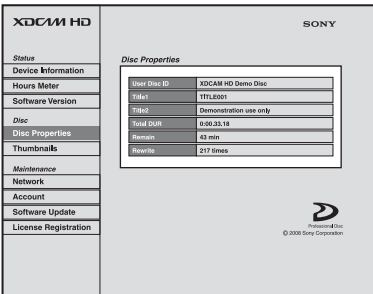 XDCAM HD
SONY
Status
Device Information
Hours Meter
Software Version
Disc
Disc Properties
Thumbnails
Maintenance
Network
Account
Software Update
License Registration
Disc Properties
User Disc ID XDCAM HD Demo Disc
Title1 TITLE001
Title2 Demonstration use only
Total DUR 0:00.33.18
Remain 43 min
Rewrite 217 times
Professional Disc
© 2008 Sony Corporation